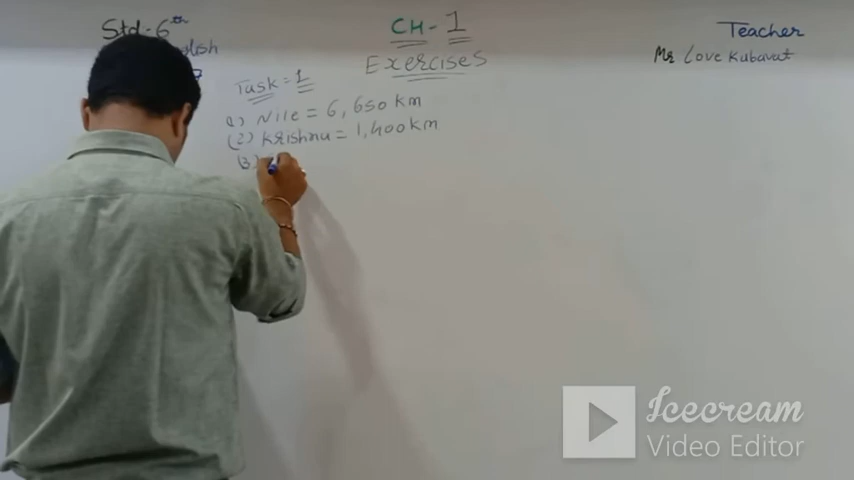 Std-6th
CH-1
Teacher
Exercises
Mr Love Kubavat
Task = 1
(1) Nile = 6,650 km
(2) Krishna = 1,400 km
(3)
Icecream
Video Editor